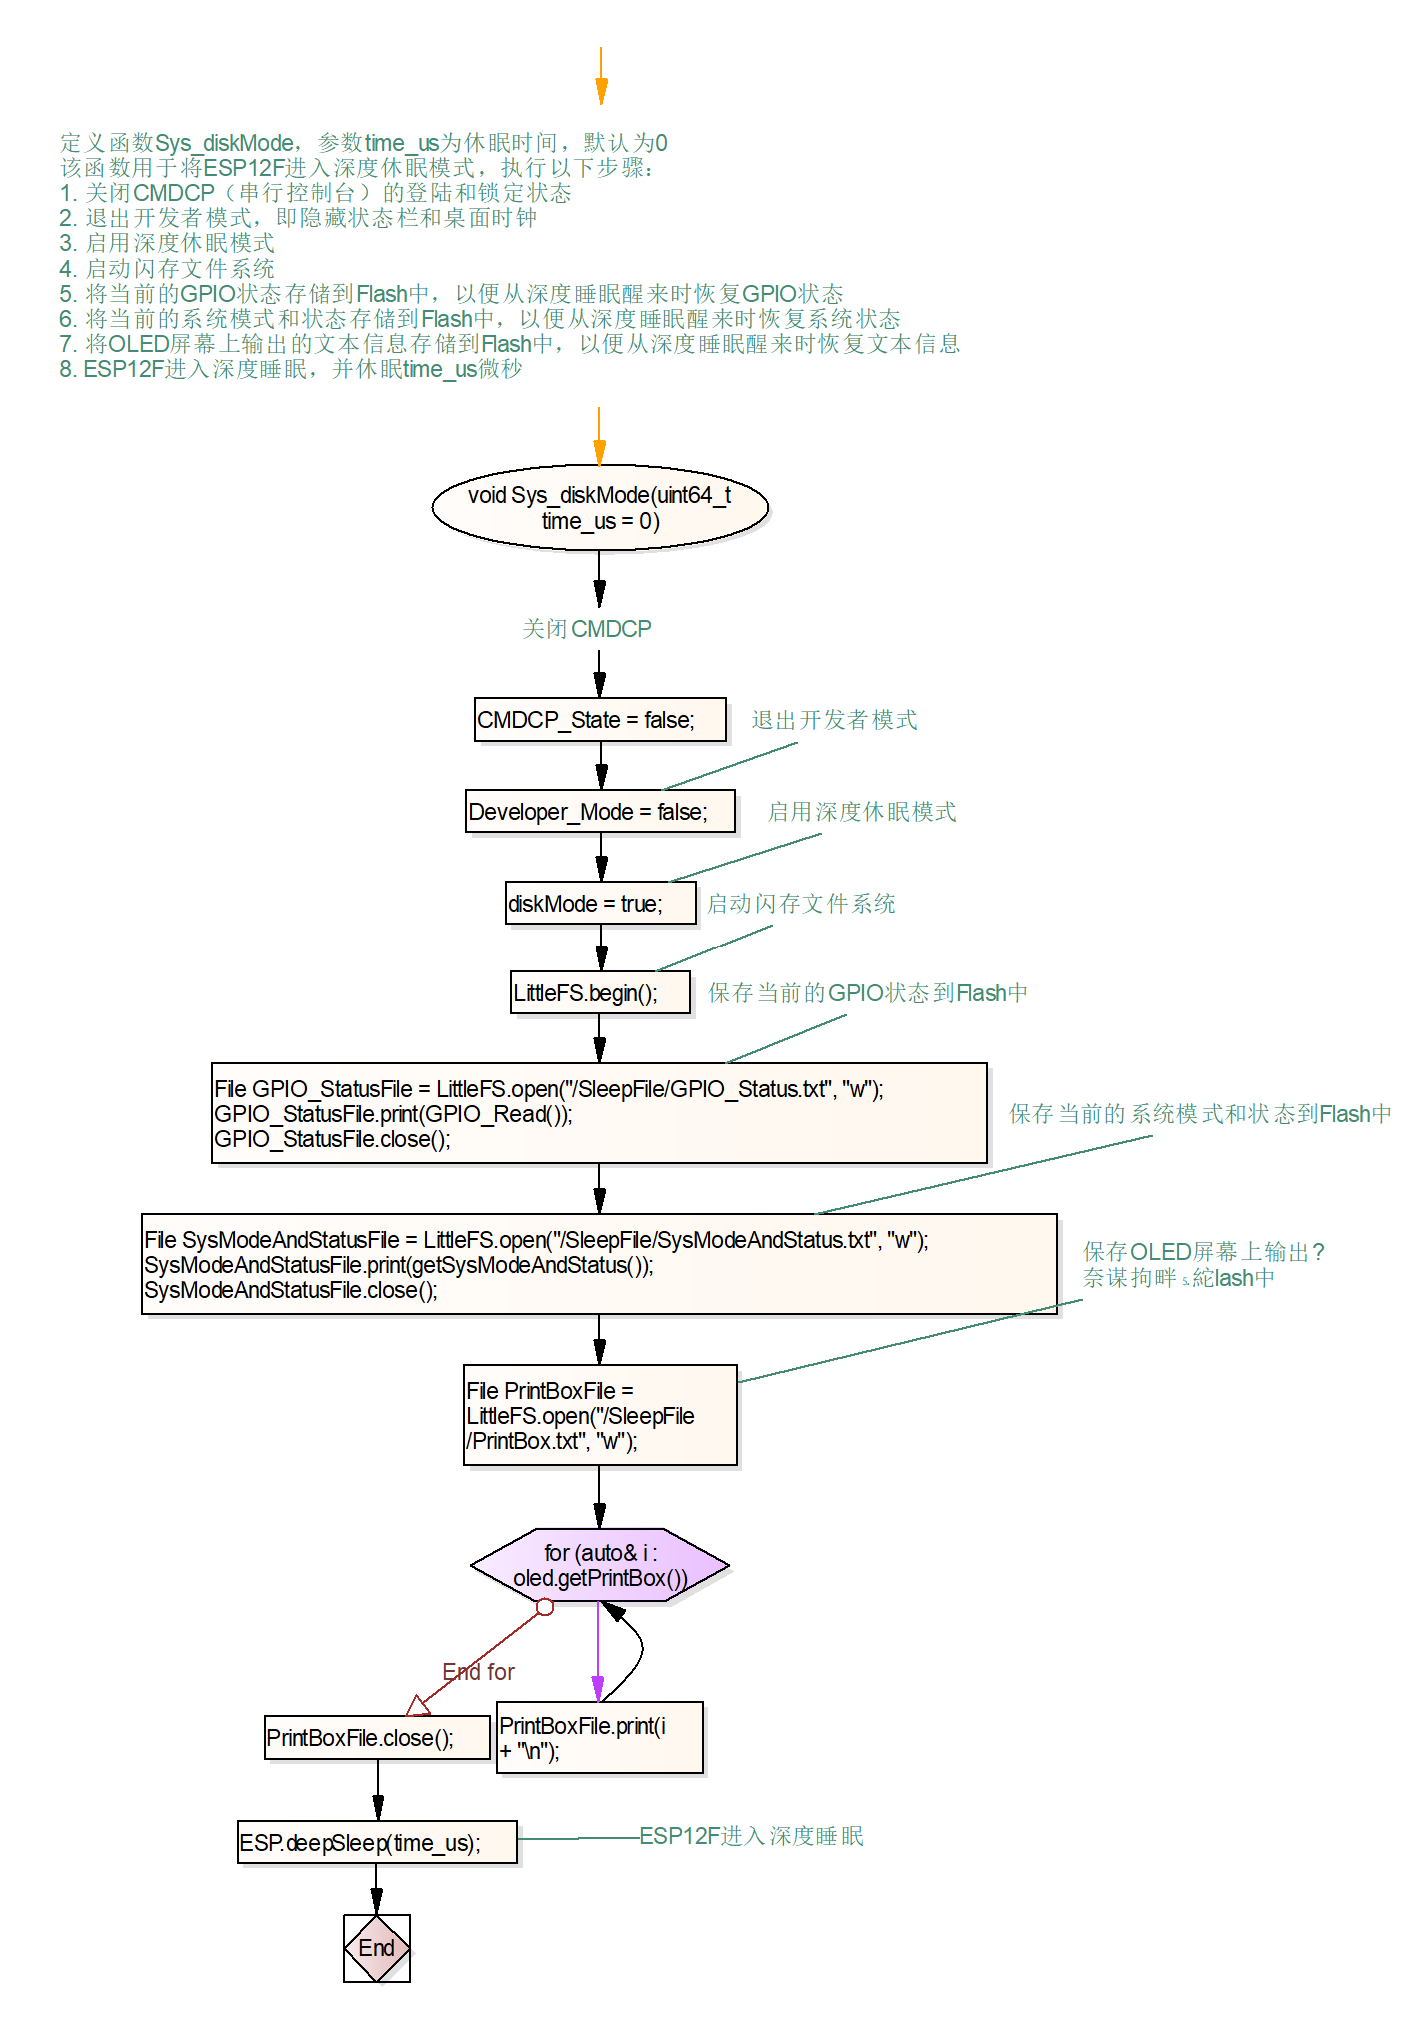 定义函数Sys_diskMode，参数time_us为休眠时间，默认为0
该函数用于将ESP12F进入深度休眠模式，执行以下步骤：
1. 关闭CMDCP（串行控制台）的登陆和锁定状态
2. 退出开发者模式，即隐藏状态栏和桌面时钟
3. 启用深度休眠模式
4. 启动闪存文件系统
5. 将当前的GPIO状态存储到Flash中，以便从深度睡眠醒来时恢复GPIO状态
6. 将当前的系统模式和状态存储到Flash中，以便从深度睡眠醒来时恢复系统状态
7. 将OLED屏幕上输出的文本信息存储到Flash中，以便从深度睡眠醒来时恢复文本信息
8. ESP12F进入深度睡眠，并休眠time_us微秒
void Sys_diskMode(uint64_t
time_us = 0)
关闭CMDCP
CMDCP_State = false;
退出开发者模式
Developer_Mode = false;
启用深度休眠模式
diskMode = true;
启动闪存文件系统
LittleFS.begin();
保存当前的GPIO状态到Flash中
File GPIO_StatusFile = LittleFS.open("/SleepFile/GPIO_Status.txt", "w");
GPIO_StatusFile.print(GPIO_Read());
GPIO_StatusFile.close();
保存当前的系统模式和状态到Flash中
File SysModeAndStatusFile = LittleFS.open("/SleepFile/SysModeAndStatus.txt", "w");
SysModeAndStatusFile.print(getSysModeAndStatus());
SysModeAndStatusFile.close();
保存OLED屏幕上输出?
奈谋拘畔 紽lash中
File PrintBoxFile =
LittleFS.open("/SleepFile
/PrintBox.txt", "w");
for (auto& i :
oled.getPrintBox())
End for
PrintBoxFile.close();
PrintBoxFile.print(i
+ "\n");
ESP.deepSleep(time_us);
ESP12F进入深度睡眠
End